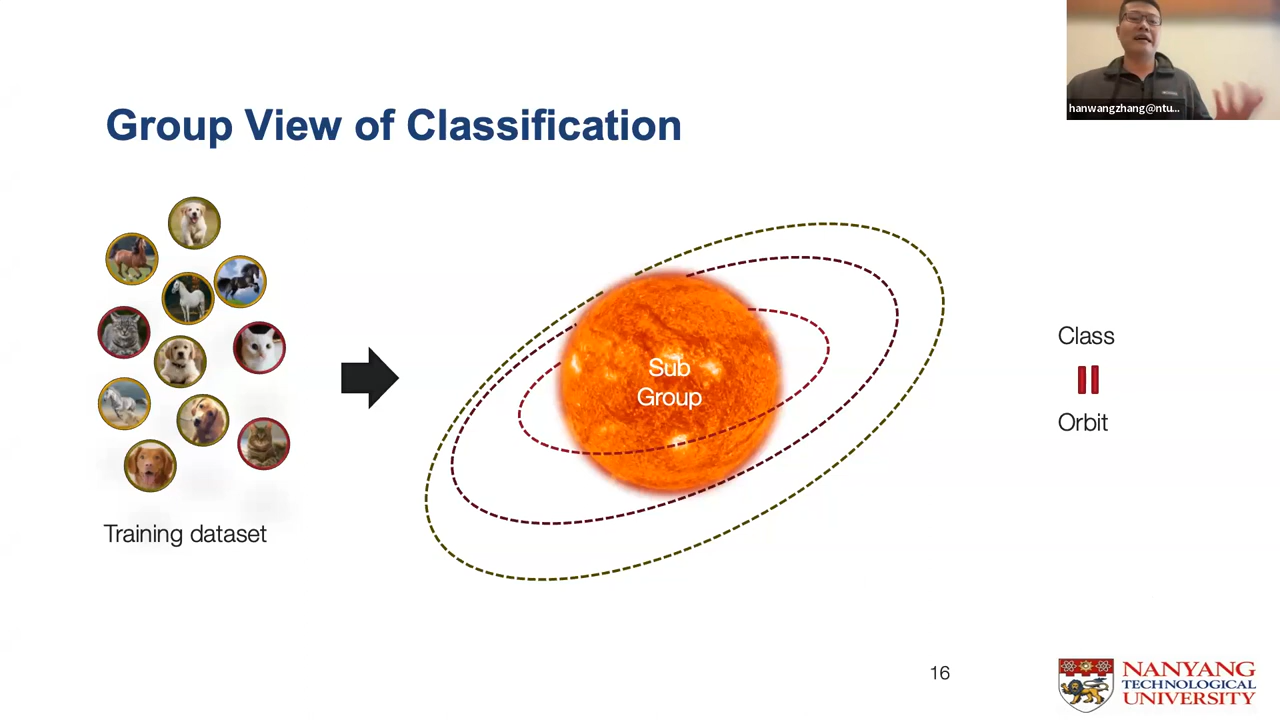 hanwangzhang@ntu...
Group View of Classification
Sub
Group
Class
Orbit
Training dataset
16
NANYANG
TECHNOLOGICAL
UNIVERSITY